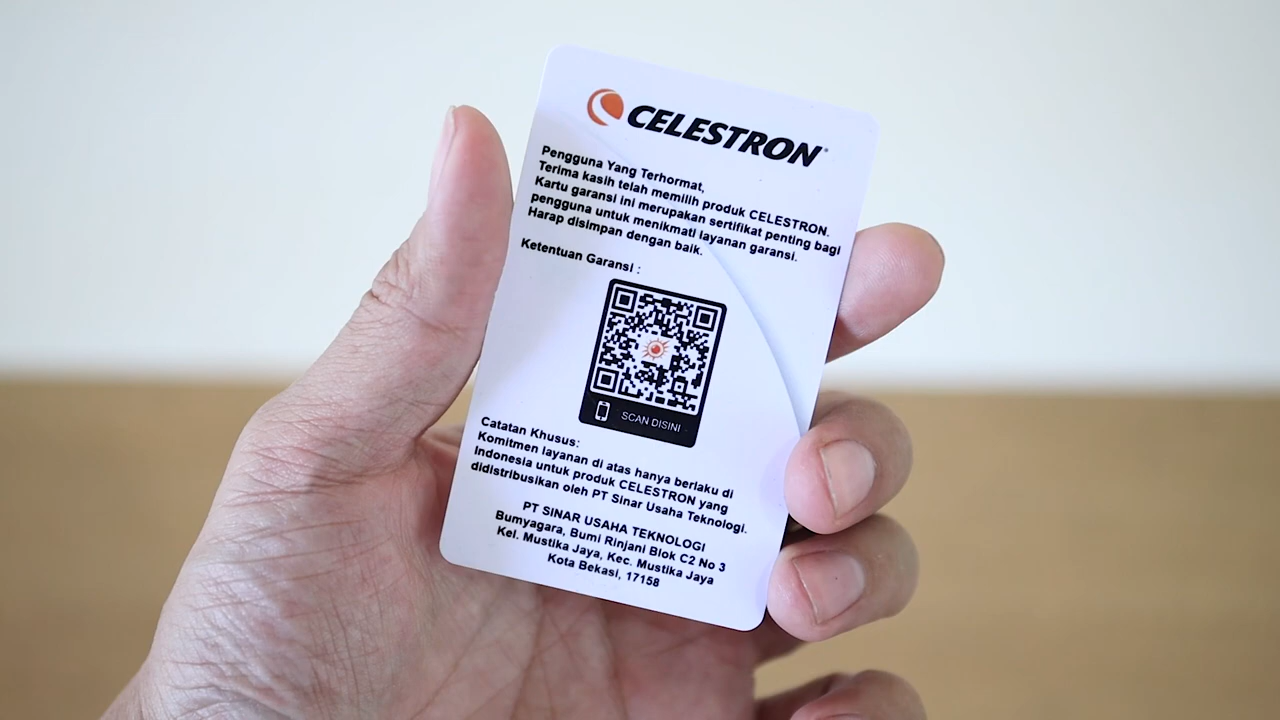 CELESTRON
Pengguna Yang Terhormat,
Terima kasih telah memilih produk CELESTRON.
Kartu garansi ini merupakan sertifikat penting bagi
pengguna untuk menikmati layanan garansi.
Harap disimpan dengan baik.
Ketentuan Garansi :
SCAN DISINI
Catatan Khusus:
Komitmen layanan di atas hanya berlaku di
Indonesia untuk produk CELESTRON yang
didistribusikan oleh PT Sinar Usaha Teknologi.
PT SINAR USAHA TEKNOLOGI
Bumyagara, Bumi Rinjani Blok C2 No 3
Kel. Mustika Jaya, Kec. Mustika Jaya
Kota Bekasi, 17158